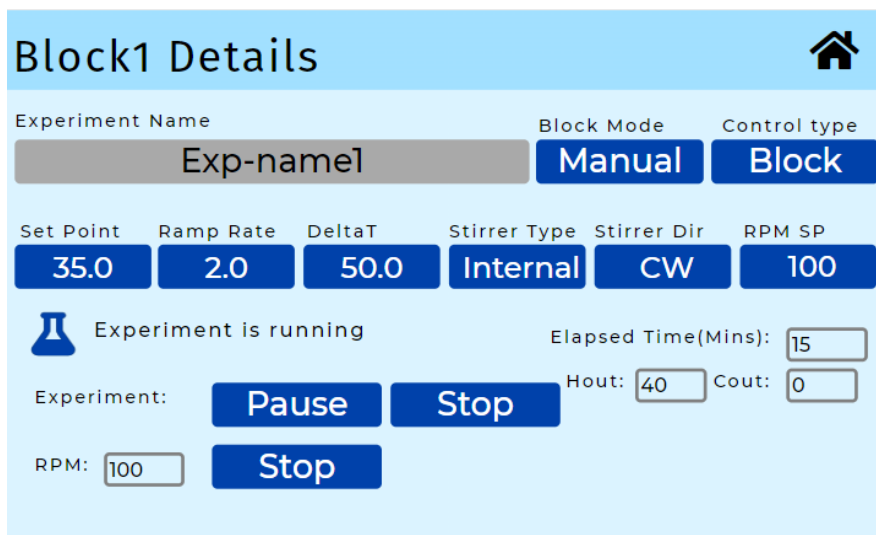 Block1 Details
Experiment Name Block Mode Control type
Exp-name1 Manual Block
Set Point Ramp Rate DeltaT Stirrer Type Stirrer Dir RPM SP
35.0 2.0 50.0 Internal CW 100
Experiment is running Elapsed Time(Mins): 15
Hout: 40 Cout: 0
Experiment: Pause Stop
RPM: 100 Stop